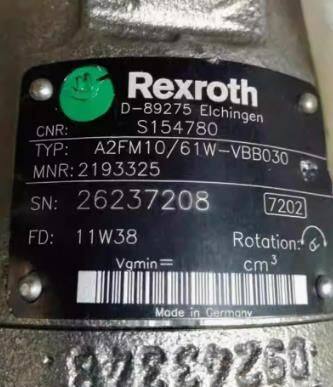 Rexroth
D-89275 Elchingen
CNR: S154780
TYP: A2FM10/61W-VBB030
MNR: 2193325
SN: 26237208 7202
FD: 11W38 Rotation:
Vgmin= cm³
Made in Germany